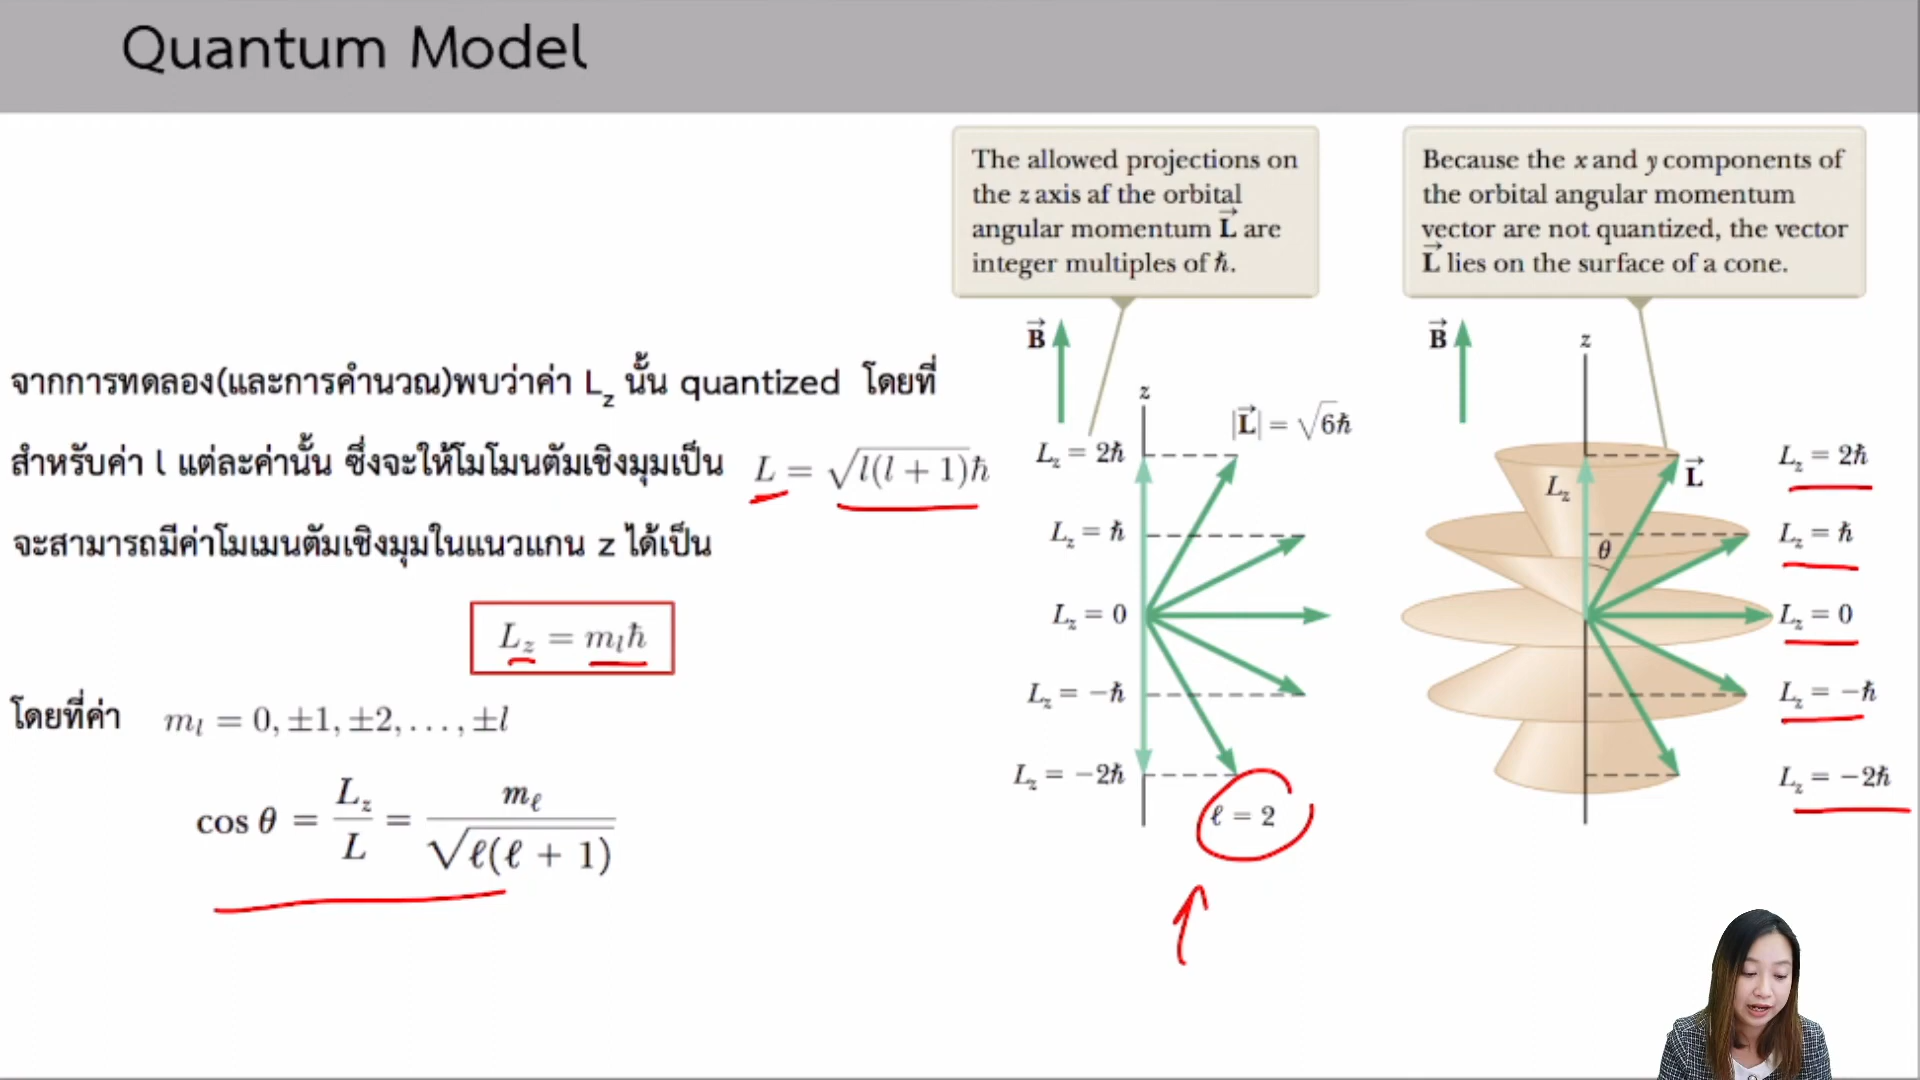 Quantum Model
The allowed projections on
the z axis af the orbital
angular momentum L⃗ are
integer multiples of ħ.
Because the x and y components of
the orbital angular momentum
vector are not quantized, the vector
L⃗ lies on the surface of a cone.
จากการทดลอง(และการคำนวณ)พบว่าค่า L_z นั้น quantized โดยที่
สำหรับค่า l แต่ละค่านั้น ซึ่งจะให้โมโมนตัมเชิงมุมเป็น L = √l(l + 1)ħ
จะสามารถมีค่าโมเมนตัมเชิงมุมในแนวแกน z ได้เป็น
L_z = m_lħ
โดยที่ค่า m_l = 0, ±1, ±2, . . . , ±l
cos θ = L_z/L = m_ℓ/√ℓ(ℓ + 1)
B⃗
z
|L⃗| = √6ħ
L_z = 2ħ
L_z = ħ
L_z = 0
L_z = −ħ
L_z = −2ħ
ℓ = 2
B⃗
z
L_z
L⃗
θ
L_z = 2ħ
L_z = ħ
L_z = 0
L_z = −ħ
L_z = −2ħ